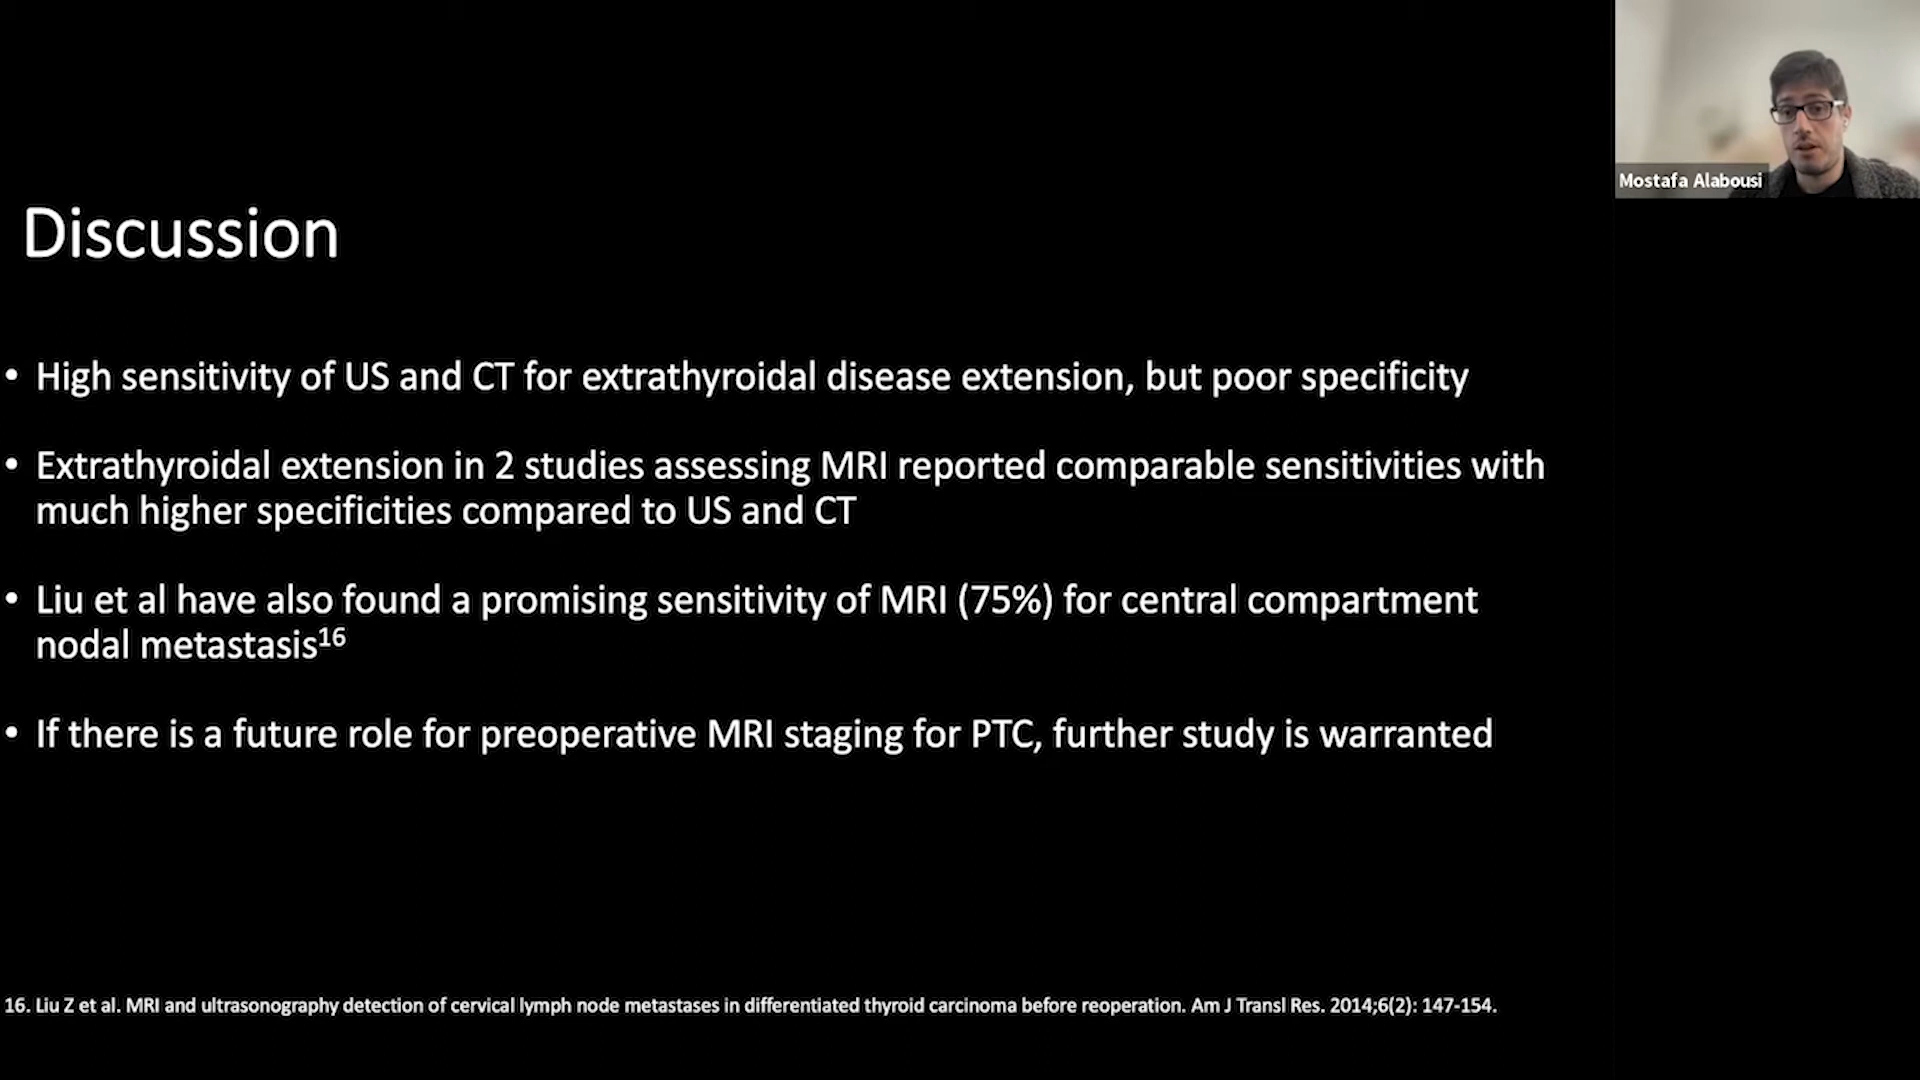 Mostafa Alabousi
Discussion
• High sensitivity of US and CT for extrathyroidal disease extension, but poor specificity
• Extrathyroidal extension in 2 studies assessing MRI reported comparable sensitivities with
much higher specificities compared to US and CT
• Liu et al have also found a promising sensitivity of MRI (75%) for central compartment
nodal metastasis¹⁶
• If there is a future role for preoperative MRI staging for PTC, further study is warranted
16. Liu Z et al. MRI and ultrasonography detection of cervical lymph node metastases in differentiated thyroid carcinoma before reoperation. Am J Transl Res. 2014;6(2): 147-154.